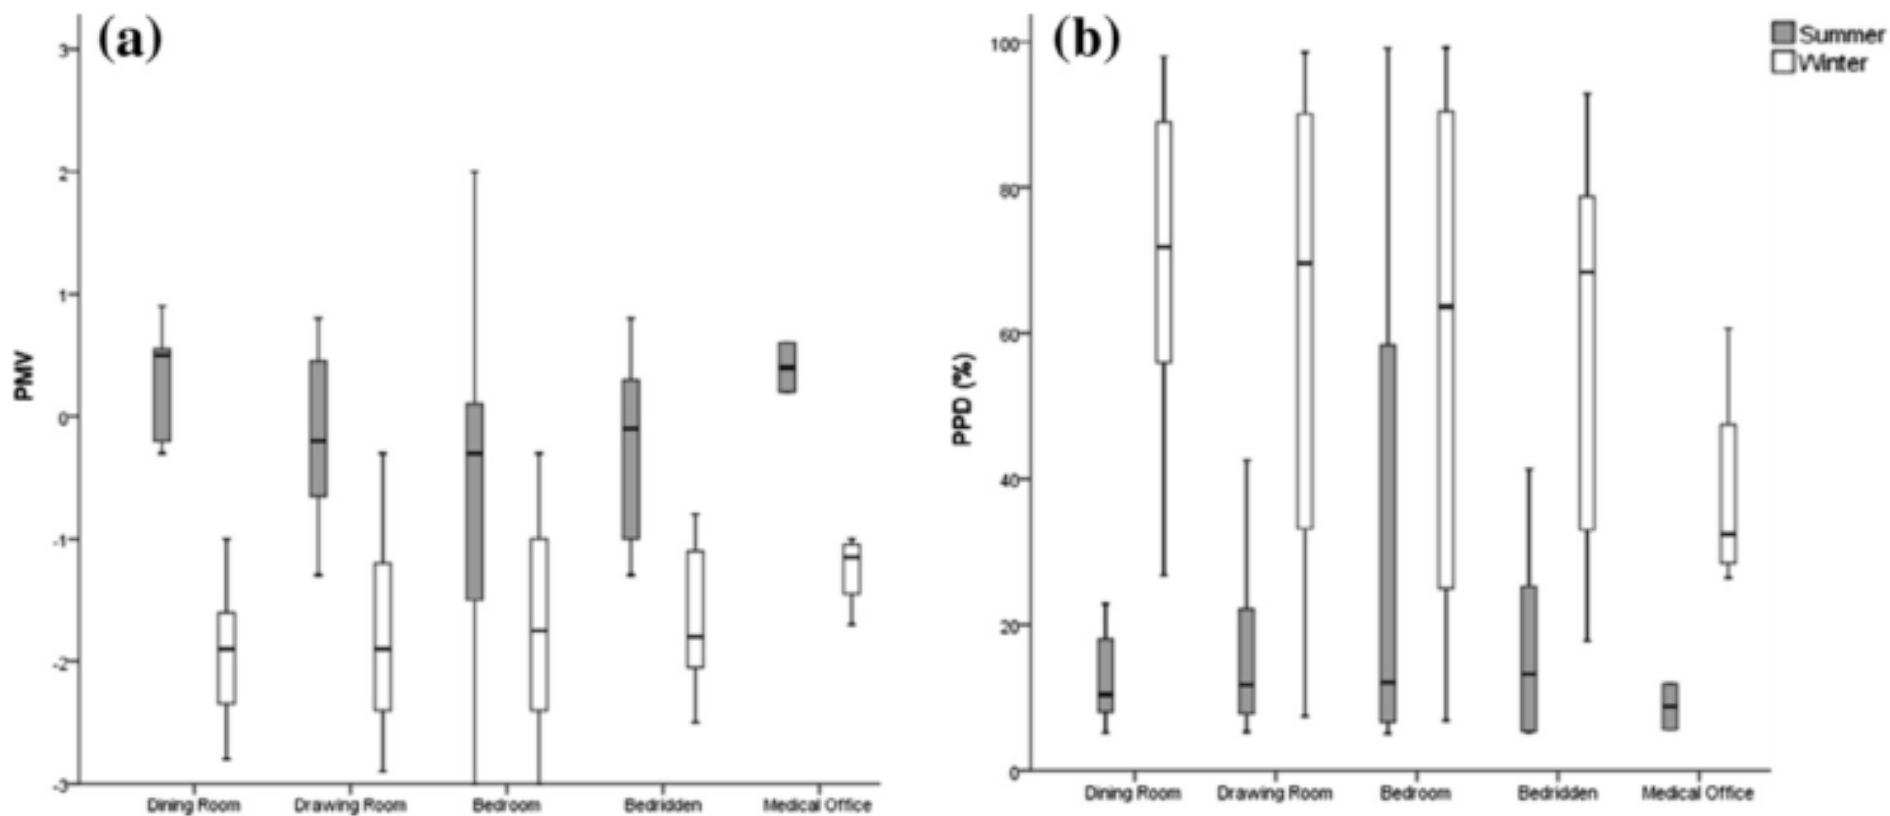 (a)
3
2
1
0
-1
-2
-3
PMV
Dining Room Drawing Room Bedroom Bedridden Medical Office
(b)
100
80
60
40
20
0
PPD (%)
Dining Room Drawing Room Bedroom Bedridden Medical Office
Summer
Winter